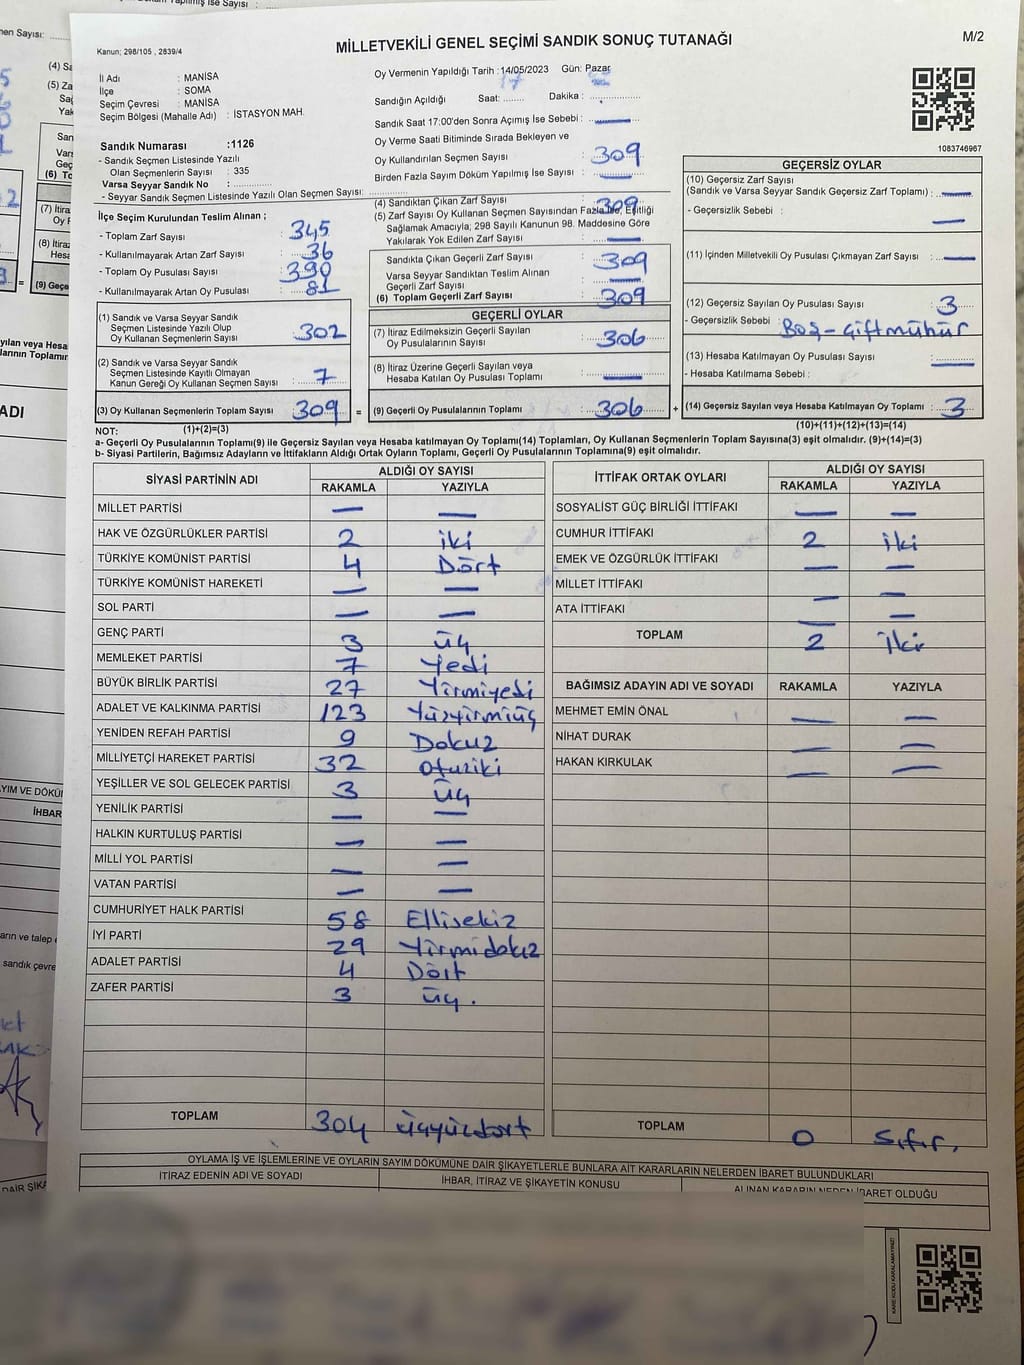 MİLLETVEKİLİ GENEL SEÇİMİ SANDIK SONUÇ TUTANAĞI
M/2
Kanun; 298/105 , 2839/4
İl Adı : MANİSA
İlçe : SOMA
Seçim Çevresi : MANİSA
Seçim Bölgesi (Mahalle Adı) : İSTASYON MAH.
Sandık Numarası :1126
- Sandık Seçmen Listesinde Yazılı
Olan Seçmenlerin Sayısı : 335
Varsa Seyyar Sandık No : ..............
- Seyyar Sandık Seçmen Listesinde Yazılı Olan Seçmen Sayısı:
Oy Vermenin Yapıldığı Tarih :14/05/2023 Gün: Pazar
Sandığın Açıldığı Saat: 17 Dakika :
Sandık Saat 17:00'den Sonra Açımış İse Sebebi : —
Oy Verme Saati Bitiminde Sırada Bekleyen ve
Oy Kullandırılan Seçmen Sayısı 309
Birden Fazla Sayım Döküm Yapılmış İse Sayısı : —
1083746967
İlçe Seçim Kurulundan Teslim Alınan ;
- Toplam Zarf Sayısı : 345
- Kullanılmayarak Artan Zarf Sayısı : 36
- Toplam Oy Pusulası Sayısı : 390
- Kullanılmayarak Artan Oy Pusulası : 81
(4) Sandıktan Çıkan Zarf Sayısı : 309
(5) Zarf Sayısı Oy Kullanan Seçmen Sayısından Fazla İse, Eşitliği
Sağlamak Amacıyla; 298 Sayılı Kanunun 98. Maddesine Göre
Yakılarak Yok Edilen Zarf Sayısı : —
Sandıkta Çıkan Geçerli Zarf Sayısı : 309
Varsa Seyyar Sandıktan Teslim Alınan
Geçerli Zarf Sayısı : —
(6) Toplam Geçerli Zarf Sayısı : 309
GEÇERSİZ OYLAR
(10) Geçersiz Zarf Sayısı
(Sandık ve Varsa Seyyar Sandık Geçersiz Zarf Toplamı) : —
- Geçersizlik Sebebi : —
(11) İçinden Milletvekili Oy Pusulası Çıkmayan Zarf Sayısı : —
(12) Geçersiz Sayılan Oy Pusulası Sayısı : 3
- Geçersizlik Sebebi : Boş-Çiftmühür
(13) Hesaba Katılmayan Oy Pusulası Sayısı : —
- Hesaba Katılmama Sebebi :
(14) Geçersiz Sayılan veya Hesaba Katılmayan Oy Toplamı : 3
(10)+(11)+(12)+(13)=(14)
(1) Sandık ve Varsa Seyyar Sandık
Seçmen Listesinde Yazılı Olup
Oy Kullanan Seçmenlerin Sayısı : 302
(2) Sandık ve Varsa Seyyar Sandık
Seçmen Listesinde Kayıtlı Olmayan
Kanun Gereği Oy Kullanan Seçmen Sayısı : 7
(3) Oy Kullanan Seçmenlerin Toplam Sayısı : 309 =
(1)+(2)=(3)
GEÇERLİ OYLAR
(7) İtiraz Edilmeksizin Geçerli Sayılan
Oy Pusulasının Sayısı : 306
(8) İtiraz Üzerine Geçerli Sayılan veya
Hesaba Katılan Oy Pusulası Toplamı : —
(9) Geçerli Oy Pusulalarının Toplamı : 306 +
NOT:
a- Geçerli Oy Pusulalarının Toplamı(9) ile Geçersiz Sayılan veya Hesaba katılmayan Oy Toplamı(14) Toplamları, Oy Kullanan Seçmenlerin Toplam Sayısına(3) eşit olmalıdır. (9)+(14)=(3)
b- Siyasi Partilerin, Bağımsız Adayların ve İttifakların Aldığı Ortak Oyların Toplamı, Geçerli Oy Pusulalarının Toplamına(9) eşit olmalıdır.
SİYASİ PARTİNİN ADI ALDIĞI OY SAYISI
RAKAMLA YAZIYLA
MİLLET PARTİSİ — —
HAK VE ÖZGÜRLÜKLER PARTİSİ 2 iki
TÜRKİYE KOMÜNİST PARTİSİ 4 Dört
TÜRKİYE KOMÜNİST HAREKETİ — —
SOL PARTİ — —
GENÇ PARTİ 3 üç
MEMLEKET PARTİSİ 7 Yedi
BÜYÜK BİRLİK PARTİSİ 27 Yirmiyedi
ADALET VE KALKINMA PARTİSİ 123 Yüzyirmiüç
YENİDEN REFAH PARTİSİ 9 Dokuz
MİLLİYETÇİ HAREKET PARTİSİ 32 Otuziki
YEŞİLLER VE SOL GELECEK PARTİSİ 3 Üç
YENİLİK PARTİSİ — —
HALKIN KURTULUŞ PARTİSİ — —
MİLLİ YOL PARTİSİ — —
VATAN PARTİSİ — —
CUMHURİYET HALK PARTİSİ 58 Ellisekiz
İYİ PARTİ 29 Yirmidokuz
ADALET PARTİSİ 4 Dört
ZAFER PARTİSİ 3 üç.
TOPLAM 304 üçyüzdört
İTTİFAK ORTAK OYLARI ALDIĞI OY SAYISI
RAKAMLA YAZIYLA
SOSYALİST GÜÇ BİRLİĞİ İTTİFAKI — —
CUMHUR İTTİFAKI 2 iki
EMEK VE ÖZGÜRLÜK İTTİFAKI — —
MİLLET İTTİFAKI — —
ATA İTTİFAKI — —
TOPLAM 2 İki
BAĞIMSIZ ADAYIN ADI VE SOYADI RAKAMLA YAZIYLA
MEHMET EMİN ÖNAL — —
NİHAT DURAK — —
HAKAN KIRKULAK — —
TOPLAM 0 Sıfır.
OYLAMA İŞ VE İŞLEMLERİNE VE OYLARIN SAYIM DÖKÜMÜNE DAİR ŞİKAYETLERLE BUNLARA AİT KARARLARIN NELERDEN İBARET BULUNDUKLARI
İTİRAZ EDENİN ADI VE SOYADI İHBAR, İTİRAZ VE ŞİKAYETİN KONUSU ALINAN KARARIN NEDEN İBARET OLDUĞU
KARE KODU KARALAMAYINIZ!